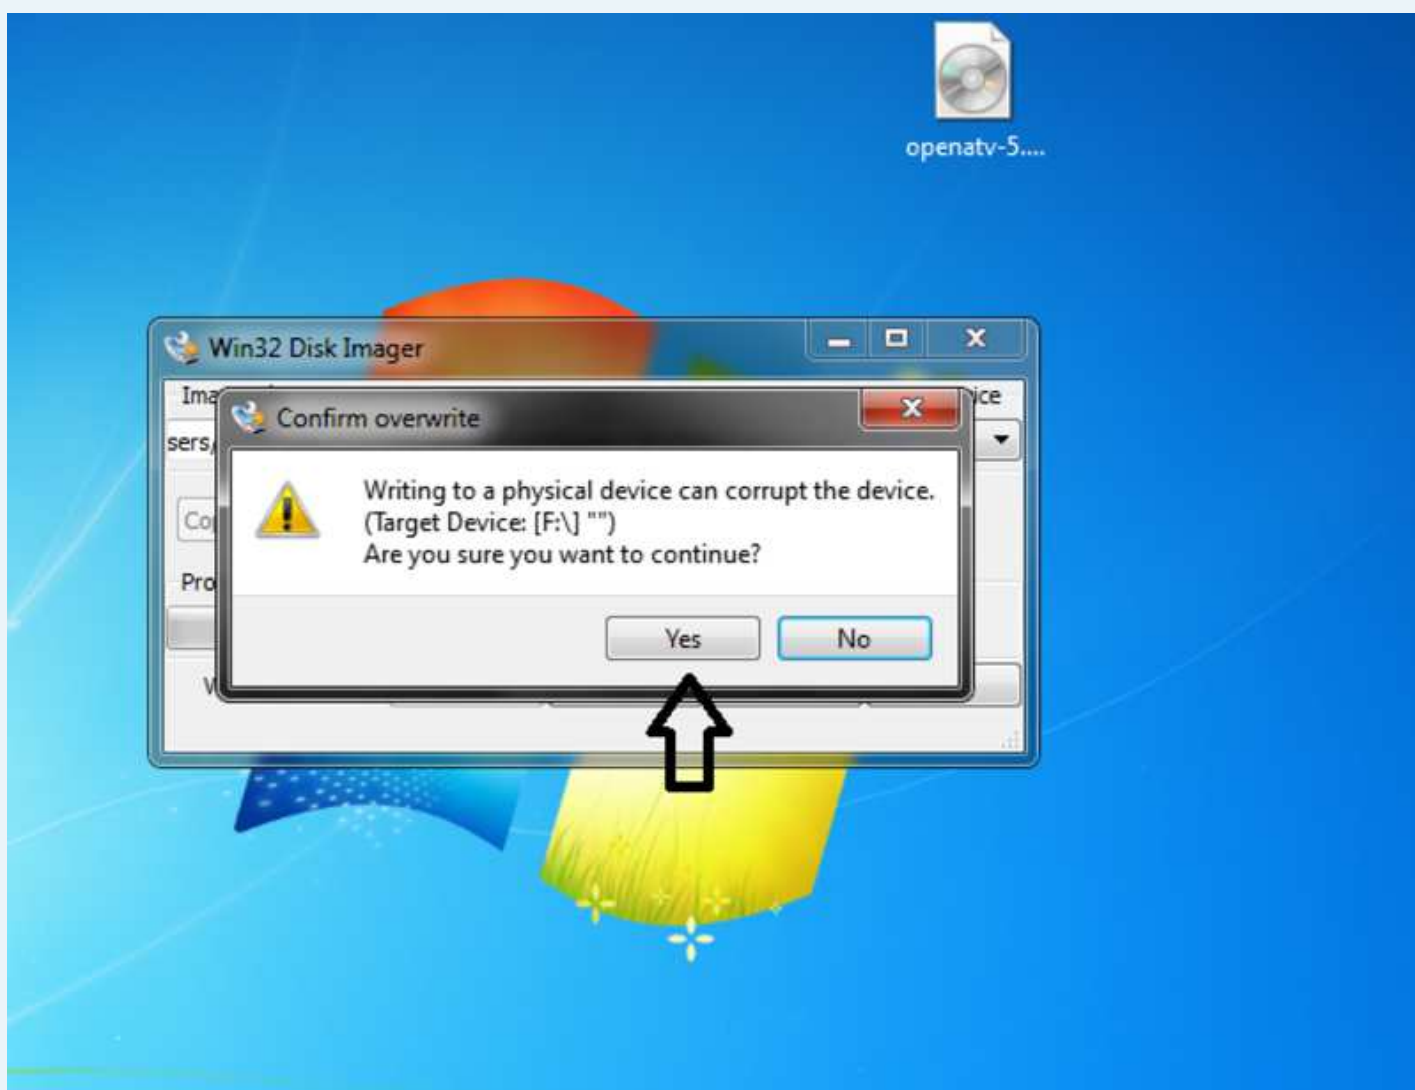 openatv-5....
Win32 Disk Imager
Confirm overwrite
sers/
Writing to a physical device can corrupt the device.
(Target Device: [F:\] "")
Are you sure you want to continue?
Yes
No